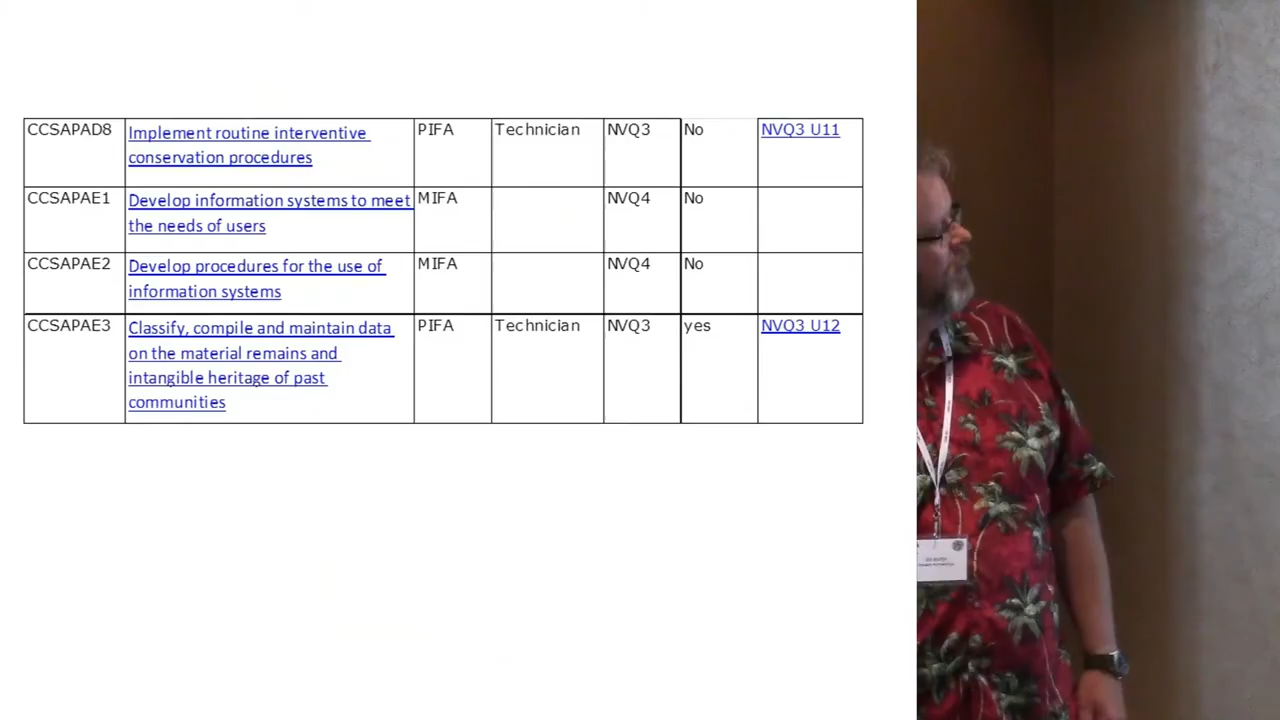 CCSAPAD8 Implement routine interventive PIFA Technician NVQ3 No NVQ3 U11
conservation procedures
CCSAPAE1 Develop information systems to meet MIFA NVQ4 No
the needs of users
CCSAPAE2 Develop procedures for the use of MIFA NVQ4 No
information systems
CCSAPAE3 Classify, compile and maintain data PIFA Technician NVQ3 yes NVQ3 U12
on the material remains and
intangible heritage of past
communities